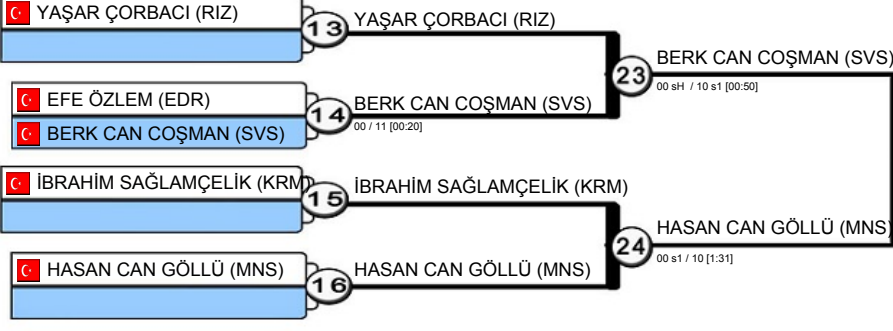 YAŞAR ÇORBACI (RIZ)
13
YAŞAR ÇORBACI (RIZ)
EFE ÖZLEM (EDR)
BERK CAN COŞMAN (SVS)
14
BERK CAN COŞMAN (SVS)
00 / 11 [00:20]
23
BERK CAN COŞMAN (SVS)
00 sH / 10 s1 [00:50]
İBRAHİM SAĞLAMÇELİK (KRM)
15
İBRAHİM SAĞLAMÇELİK (KRM)
HASAN CAN GÖLLÜ (MNS)
16
HASAN CAN GÖLLÜ (MNS)
24
HASAN CAN GÖLLÜ (MNS)
00 s1 / 10 [1:31]